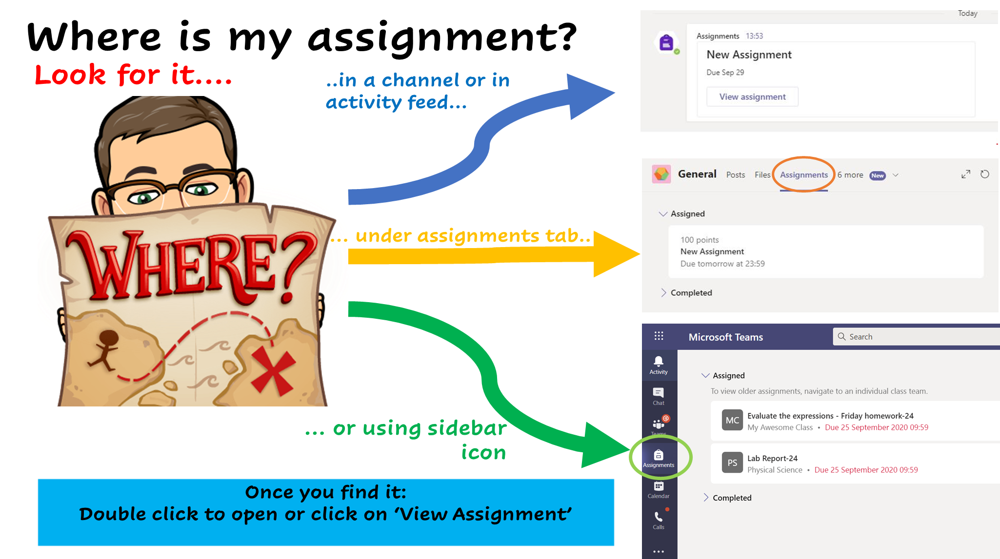 Where is my assignment?
Look for it....
..in a channel or in
activity feed...
... under assignments tab..
... or using sidebar
icon
WHERE?
Once you find it:
Double click to open or click on ‘View Assignment’
Today
Assignments 13:53
New Assignment
Due Sep 29
View assignment
General Posts Files Assignments 6 more New
Assigned
100 points
New Assignment
Due tomorrow at 23:59
Completed
Microsoft Teams Search
Activity
Chat
Teams
Assignments
Calendar
Calls
Assigned
To view older assignments, navigate to an individual class team.
MC Evaluate the expressions - Friday homework-24
My Awesome Class • Due 25 September 2020 09:59
PS Lab Report-24
Physical Science • Due 25 September 2020 09:59
Completed